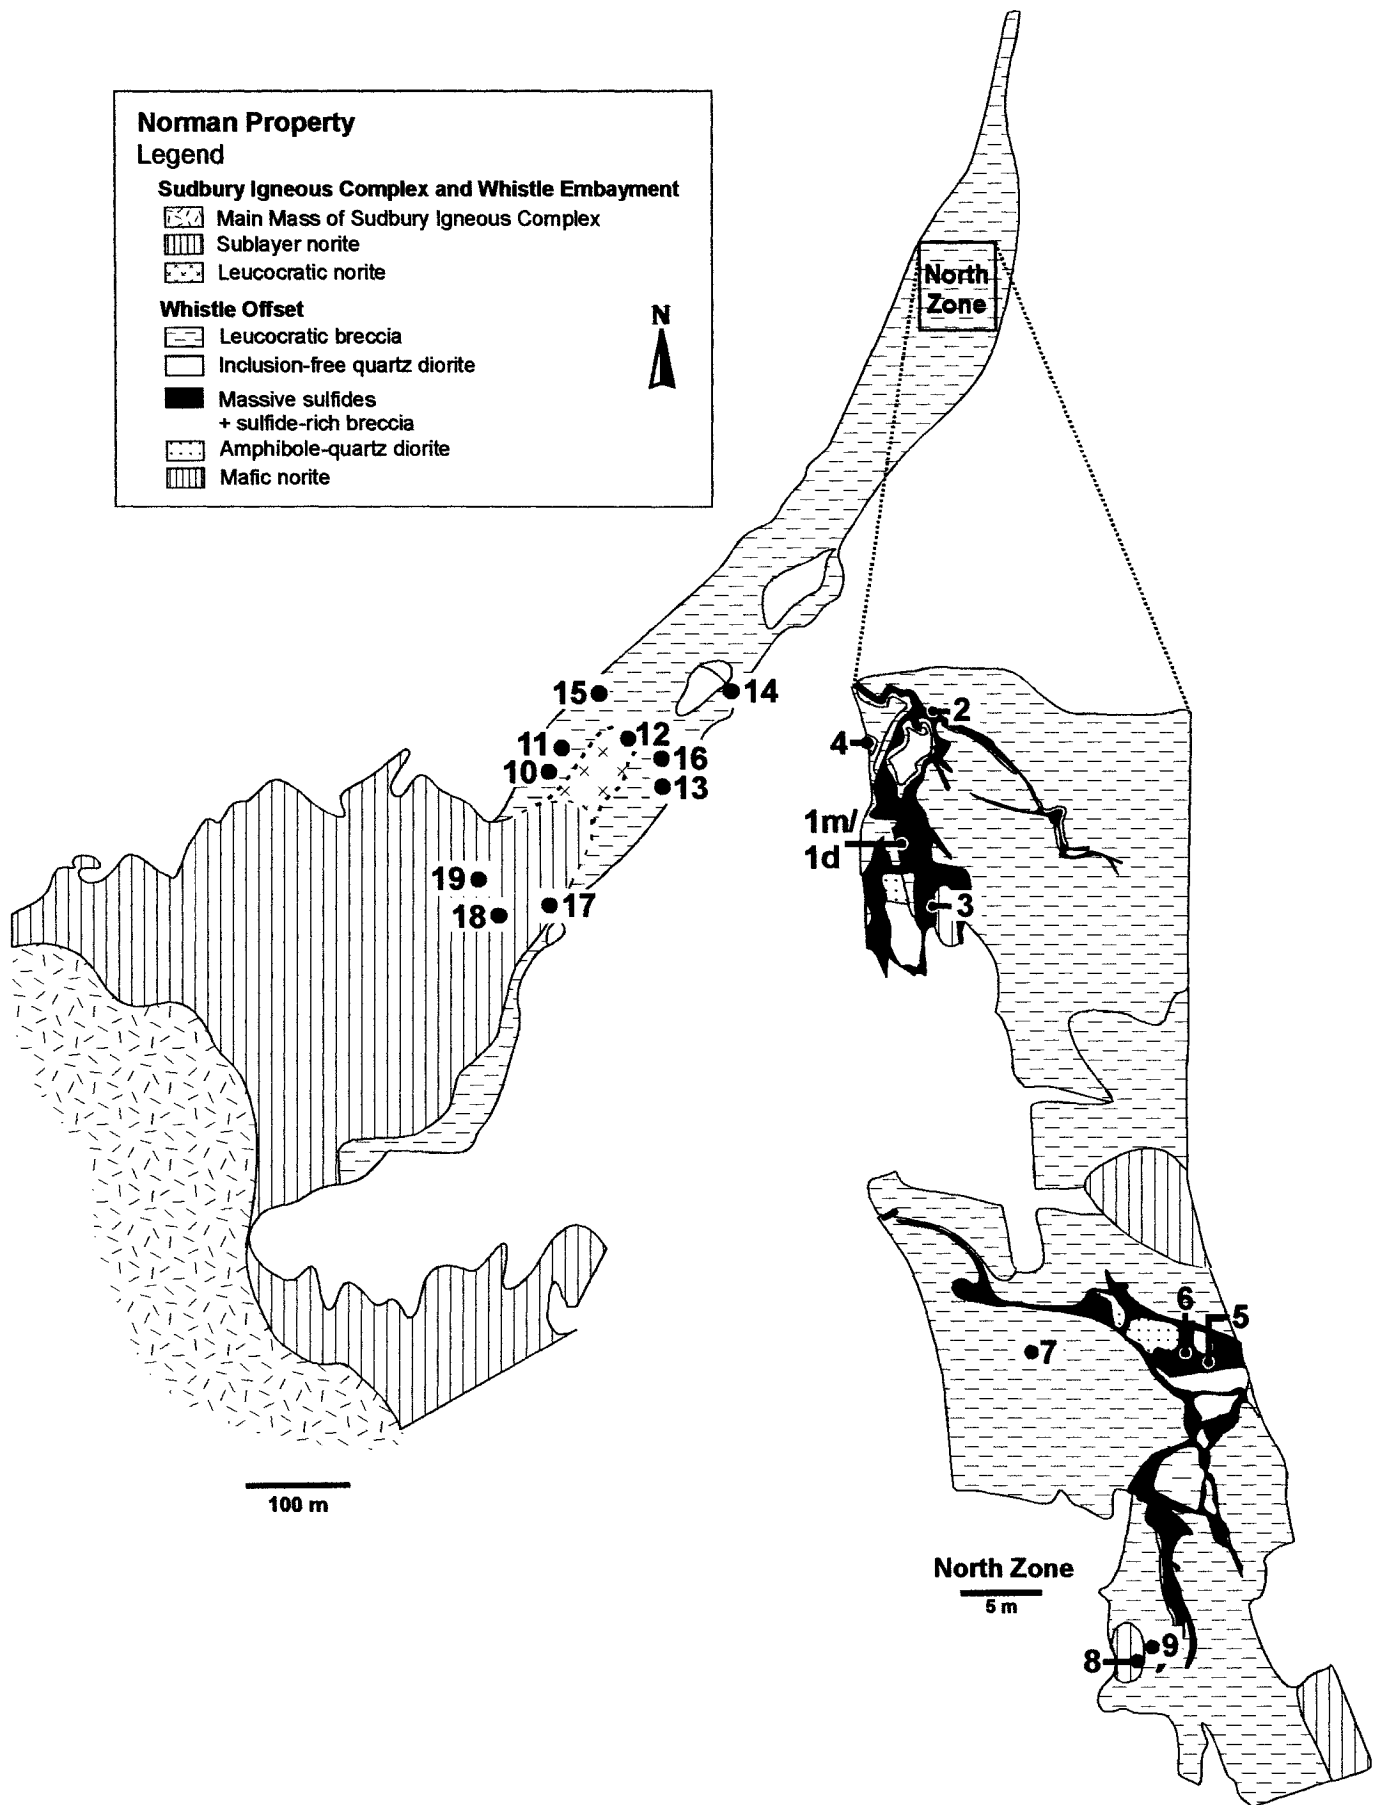 Norman Property
Legend
Sudbury Igneous Complex and Whistle Embayment
Main Mass of Sudbury Igneous Complex
Sublayer norite
Leucocratic norite
Whistle Offset
Leucocratic breccia
Inclusion-free quartz diorite
Massive sulfides
+ sulfide-rich breccia
Amphibole-quartz diorite
Mafic norite
N
North
Zone
15
14
11
12
10
16
13
19
18
17
2
4
1m/
1d
3
6
5
7
8
9
100 m
North Zone
5 m